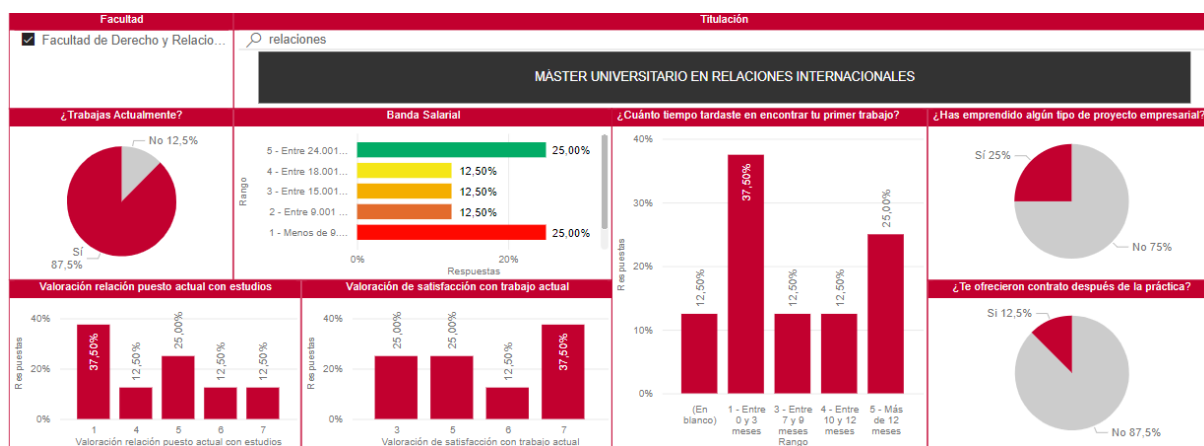 Facultad
Titulación
Facultad de Derecho y Relacio...
relaciones
MÀSTER UNIVERSITARIO EN RELACIONES INTERNACIONALES
¿Trabajas Actualmente?
No 12,5%
Sí
87,5%
Banda Salarial
Rango
5 - Entre 24.001...
25,00%
4 - Entre 18.001...
12,50%
3 - Entre 15.001...
12,50%
2 - Entre 9.001 ...
12,50%
1 - Menos de 9....
25,00%
0%
20%
Respuestas
¿Cuánto tiempo tardaste en encontrar tu primer trabajo?
Respuestas
40%
30%
20%
10%
0%
12,50%
37,50%
12,50%
12,50%
25,00%
(En
blanco)
1 - Entre
0 y 3
meses
3 - Entre
7 y 9
meses
4 - Entre
10 y 12
meses
5 - Más
de 12
meses
Rango
¿Has emprendido algún tipo de proyecto empresarial?
Sí 25%
No 75%
Valoración relación puesto actual con estudios
Respuestas
40%
20%
0%
37,50%
12,50%
25,00%
12,50%
12,50%
1
4
5
6
7
Valoración relación puesto actual con estudios
Valoración de satisfacción con trabajo actual
Respuestas
40%
20%
0%
25,00%
25,00%
12,50%
37,50%
3
5
6
7
Valoración de satisfacción con trabajo actual
¿Te ofrecieron contrato después de la práctica?
Si 12,5%
No 87,5%